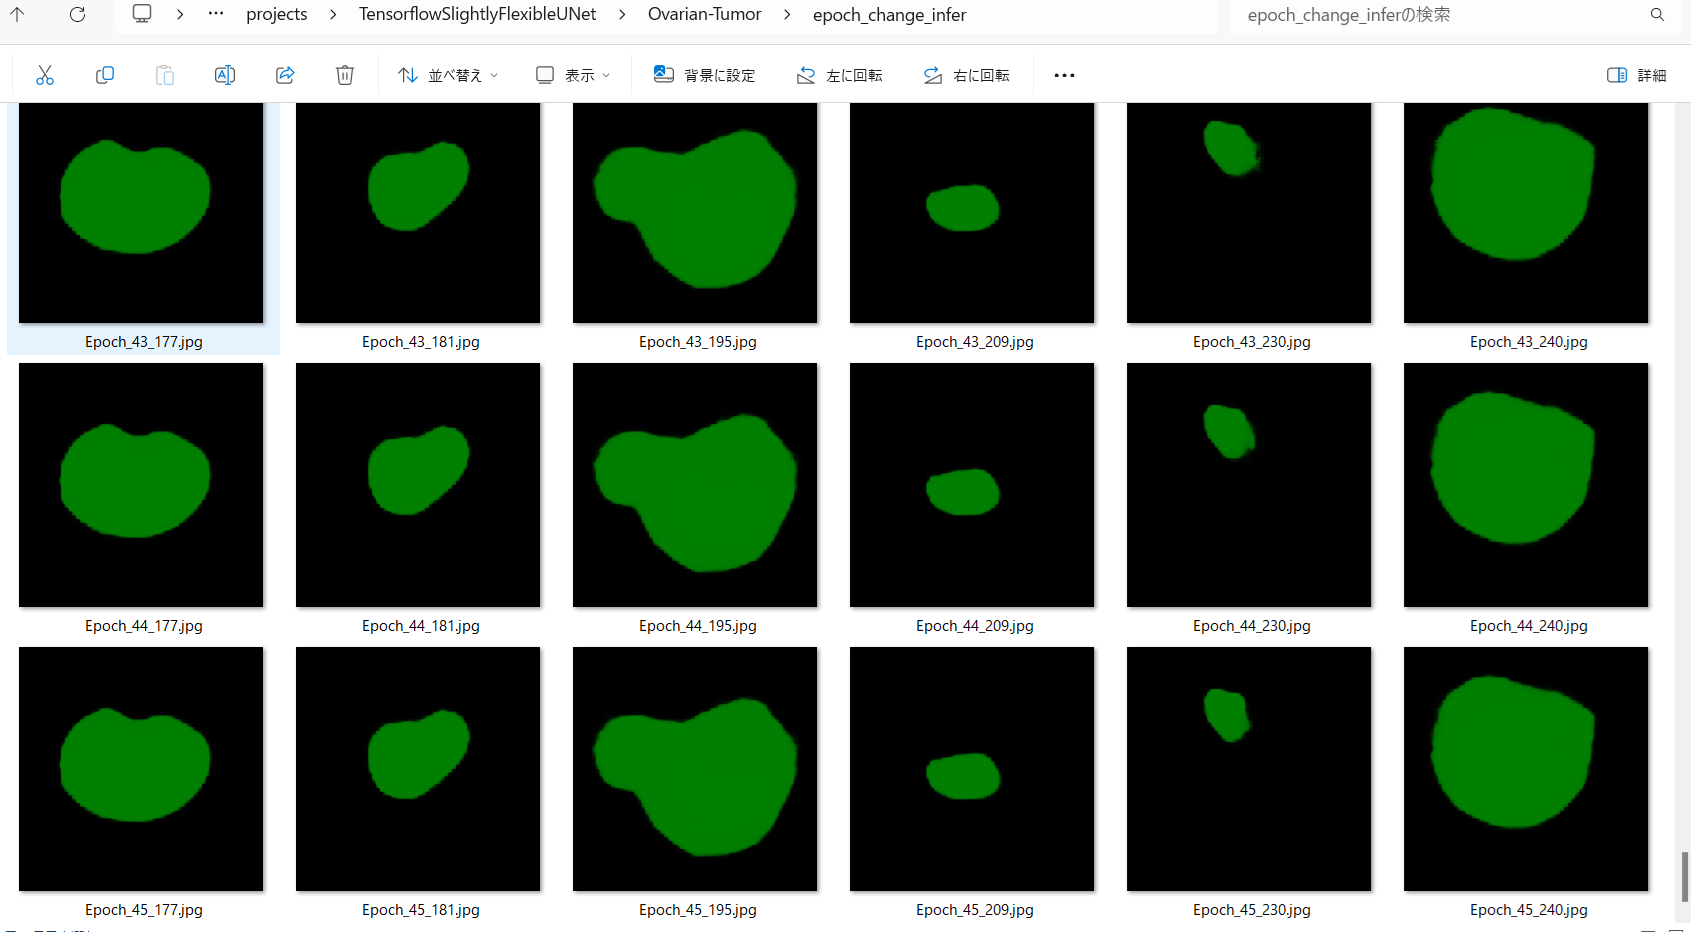 projects > TensorflowSlightlyFlexibleUNet > Ovarian-Tumor > epoch_change_infer
epoch_change_inferの検索
並べ替え 表示 背景に設定 左に回転 右に回転 詳細
Epoch_43_177.jpg Epoch_43_181.jpg Epoch_43_195.jpg Epoch_43_209.jpg Epoch_43_230.jpg Epoch_43_240.jpg
Epoch_44_177.jpg Epoch_44_181.jpg Epoch_44_195.jpg Epoch_44_209.jpg Epoch_44_230.jpg Epoch_44_240.jpg
Epoch_45_177.jpg Epoch_45_181.jpg Epoch_45_195.jpg Epoch_45_209.jpg Epoch_45_230.jpg Epoch_45_240.jpg